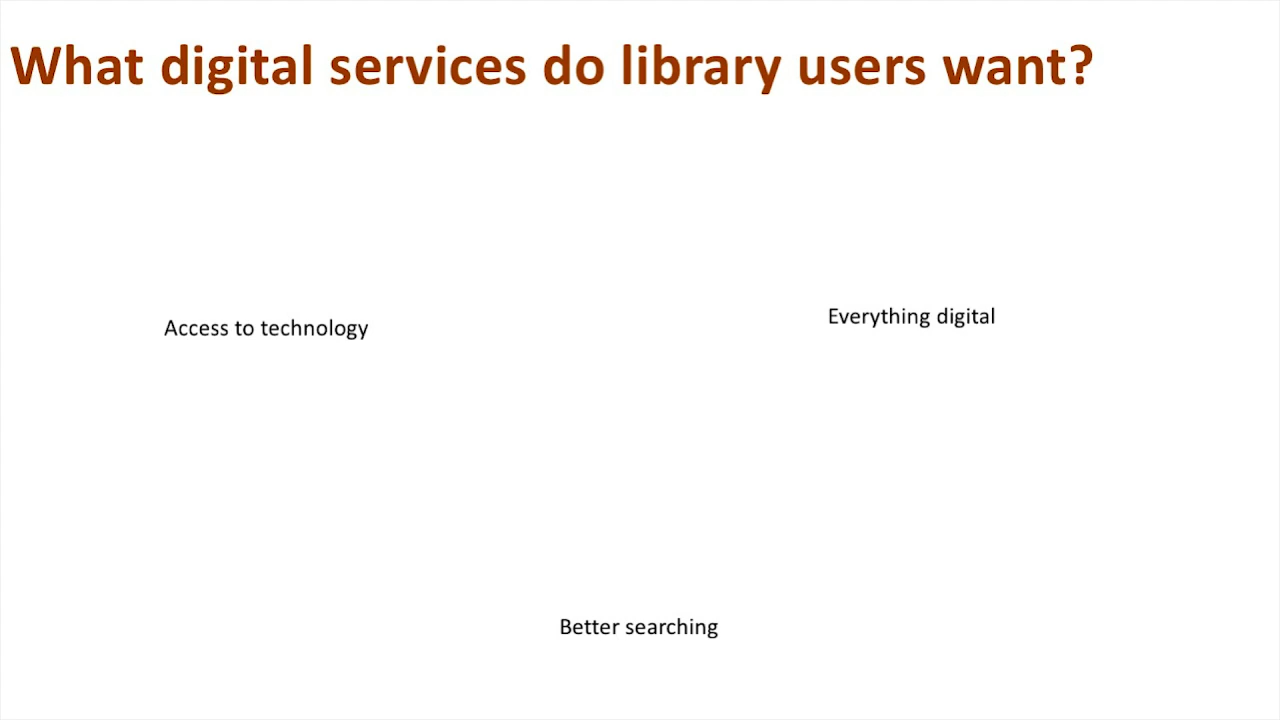 What digital services do library users want?
Access to technology
Everything digital
Better searching